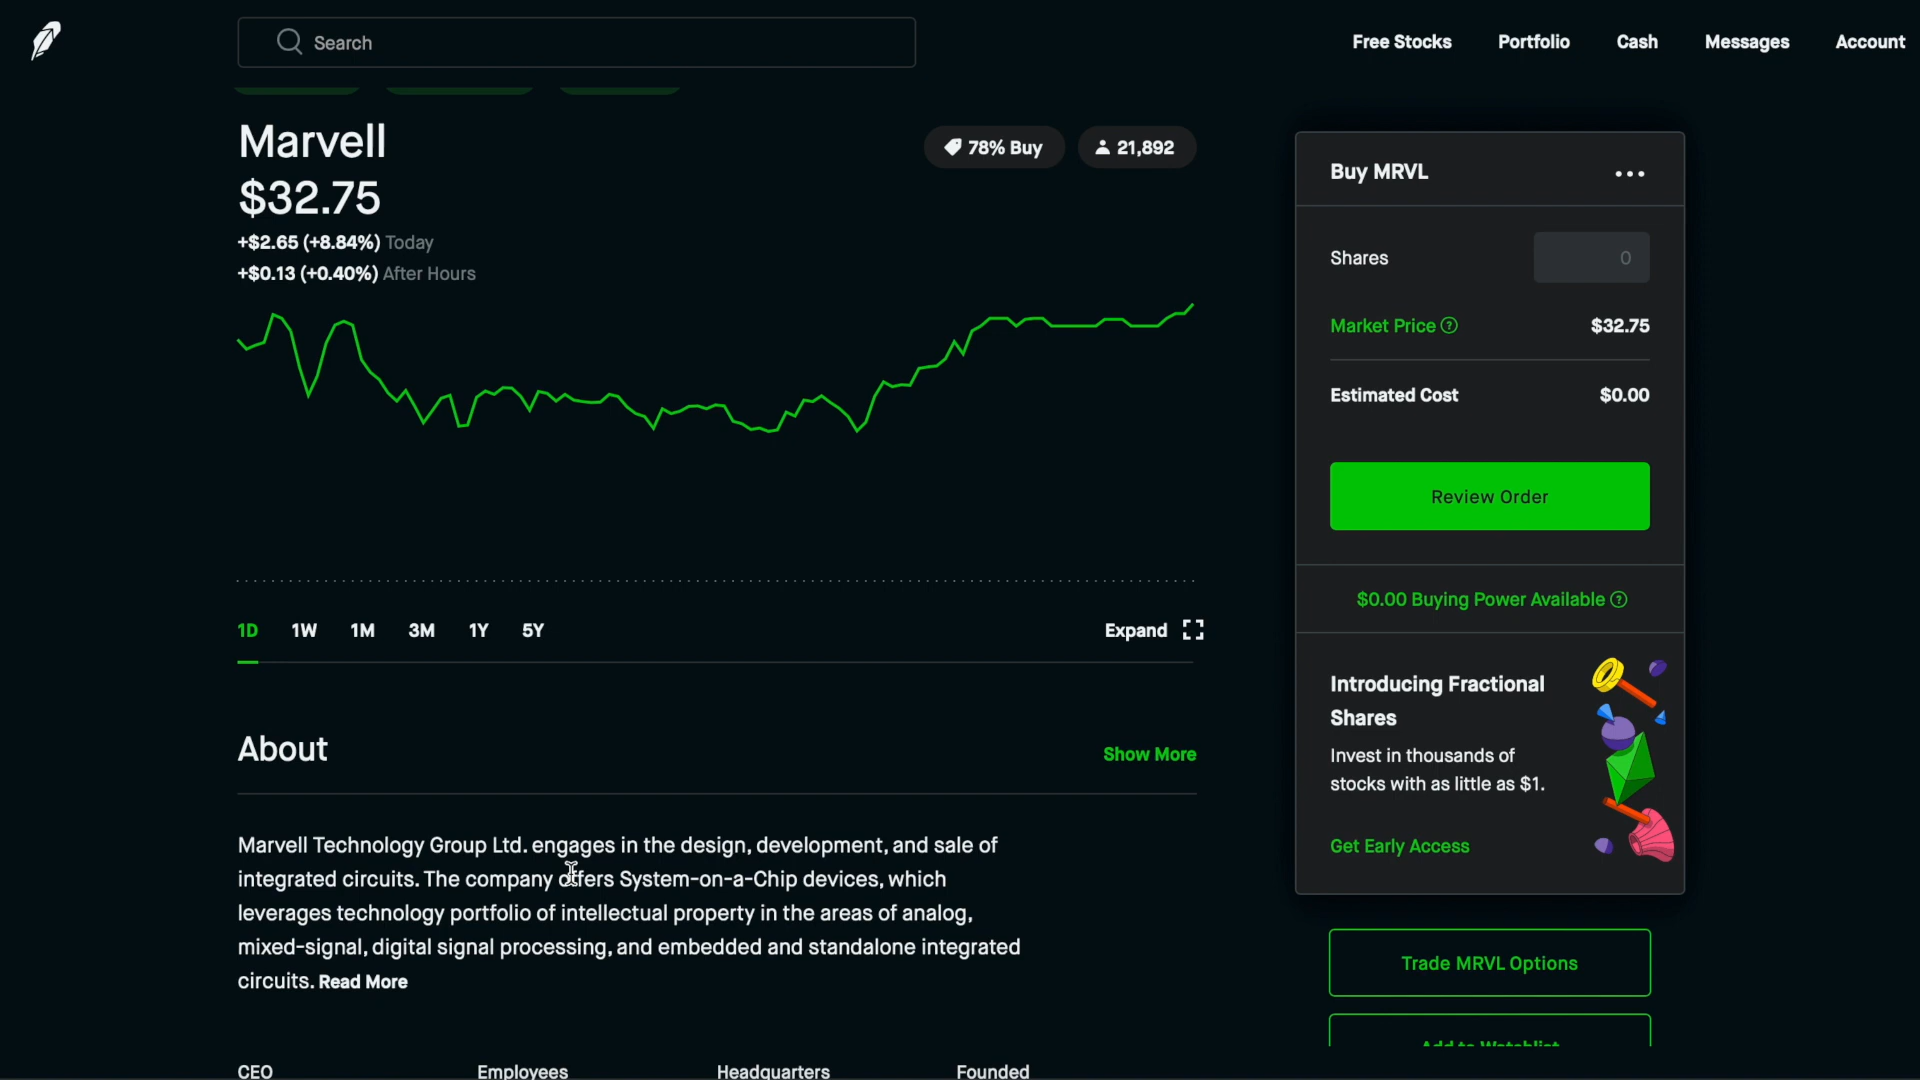 Search
Free Stocks
Portfolio
Cash
Messages
Account
Marvell
$32.75
+$2.65 (+8.84%) Today
+$0.13 (+0.40%) After Hours
78% Buy
21,892
1D
1W
1M
3M
1Y
5Y
Expand
About
Show More
Marvell Technology Group Ltd. engages in the design, development, and sale of
integrated circuits. The company offers System-on-a-Chip devices, which
leverages technology portfolio of intellectual property in the areas of analog,
mixed-signal, digital signal processing, and embedded and standalone integrated
circuits. Read More
CEO
Employees
Headquarters
Founded
Buy MRVL
Shares
0
Market Price
$32.75
Estimated Cost
$0.00
Review Order
$0.00 Buying Power Available
Introducing Fractional
Shares
Invest in thousands of
stocks with as little as $1.
Get Early Access
Trade MRVL Options
Add to Watchlist